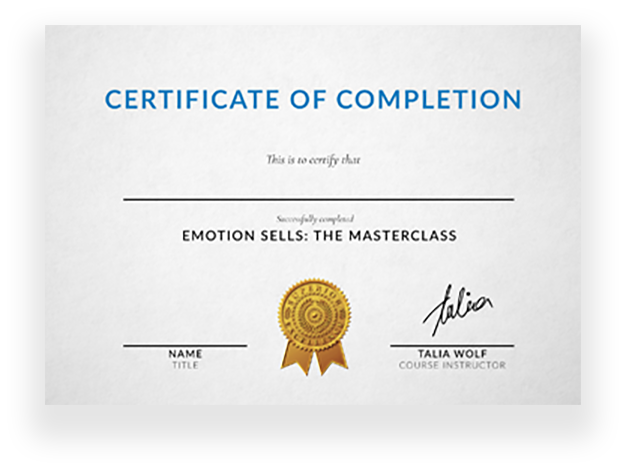 CERTIFICATE OF COMPLETION
This is to certify that
Successfully completed
EMOTION SELLS: THE MASTERCLASS
SUPERIOR
talia
NAME
TITLE
TALIA WOLF
COURSE INSTRUCTOR